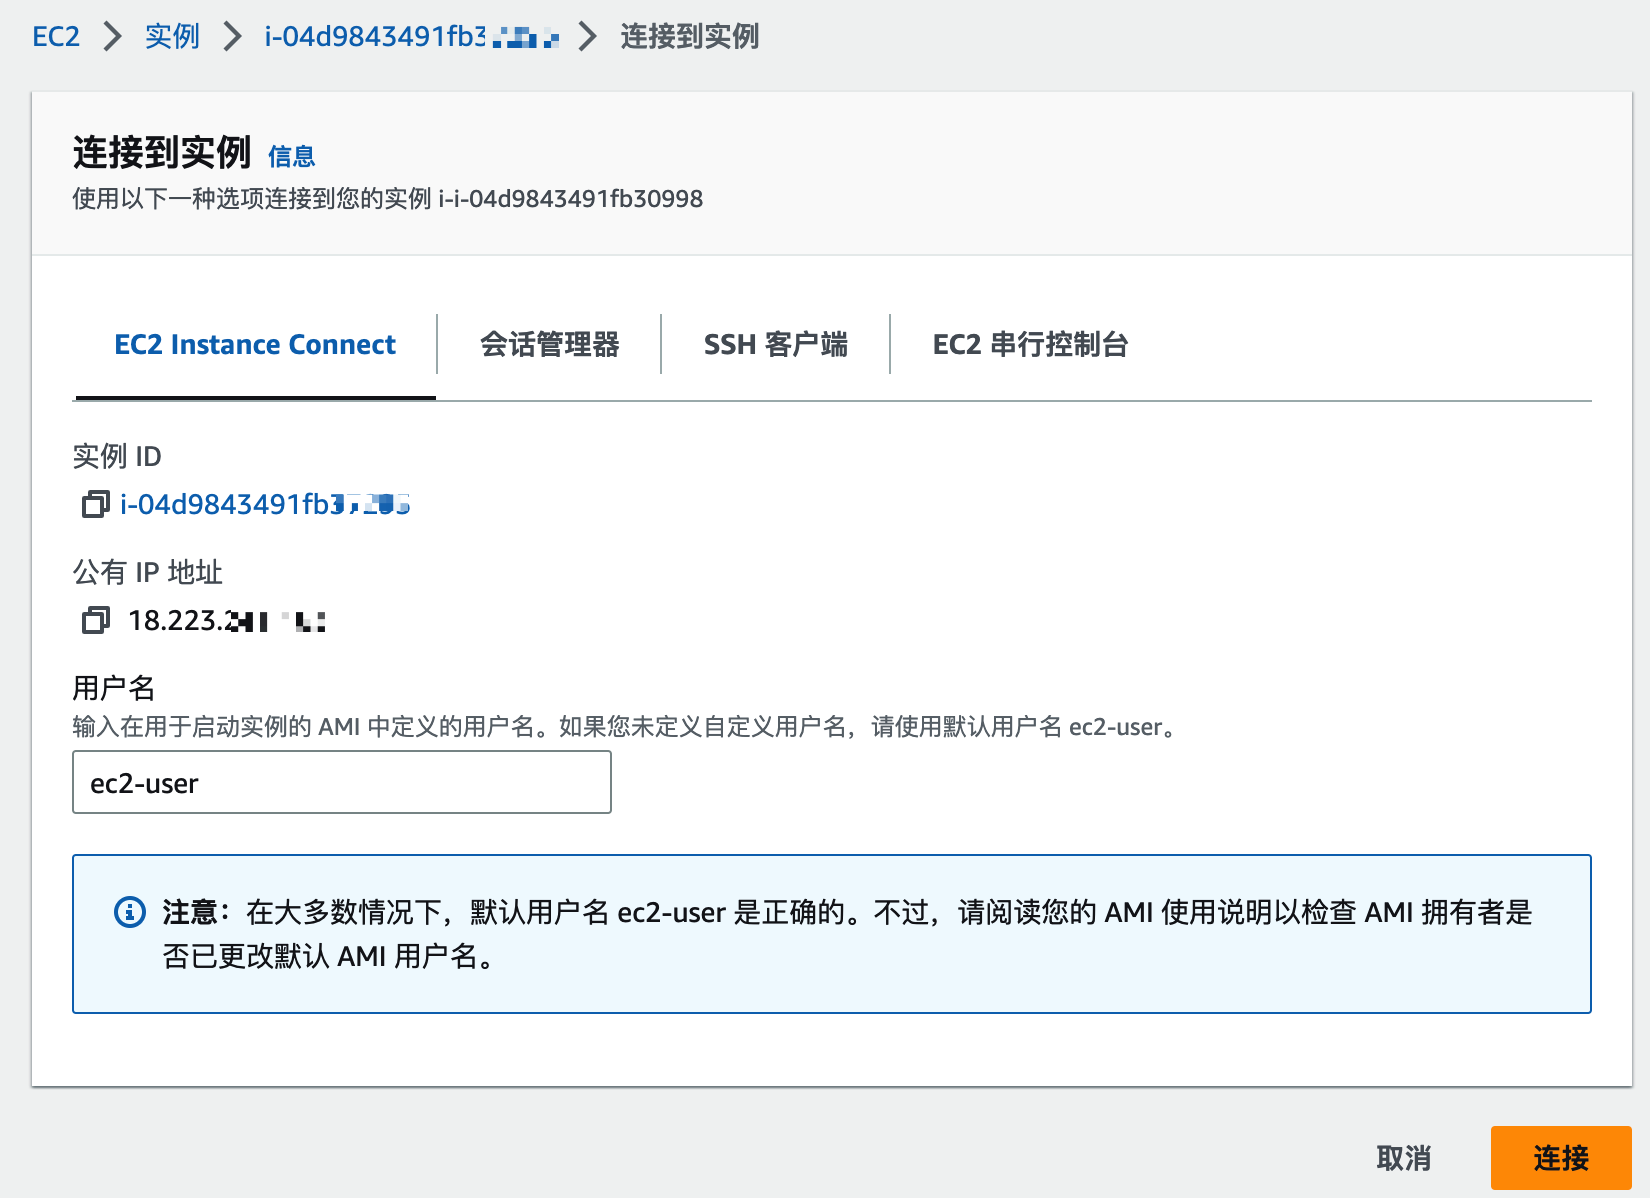 EC2 > 实例 > i-04d9843491fb3 > 连接到实例
连接到实例 信息
使用以下一种选项连接到您的实例 i-i-04d9843491fb30998
EC2 Instance Connect 会话管理器 SSH 客户端 EC2 串行控制台
实例 ID
i-04d9843491fb3
公有 IP 地址
18.223.
用户名
输入在用于启动实例的 AMI 中定义的用户名。如果您未定义自定义用户名，请使用默认用户名 ec2-user。
ec2-user
注意：在大多数情况下，默认用户名 ec2-user 是正确的。不过，请阅读您的 AMI 使用说明以检查 AMI 拥有者是
否已更改默认 AMI 用户名。
取消 连接